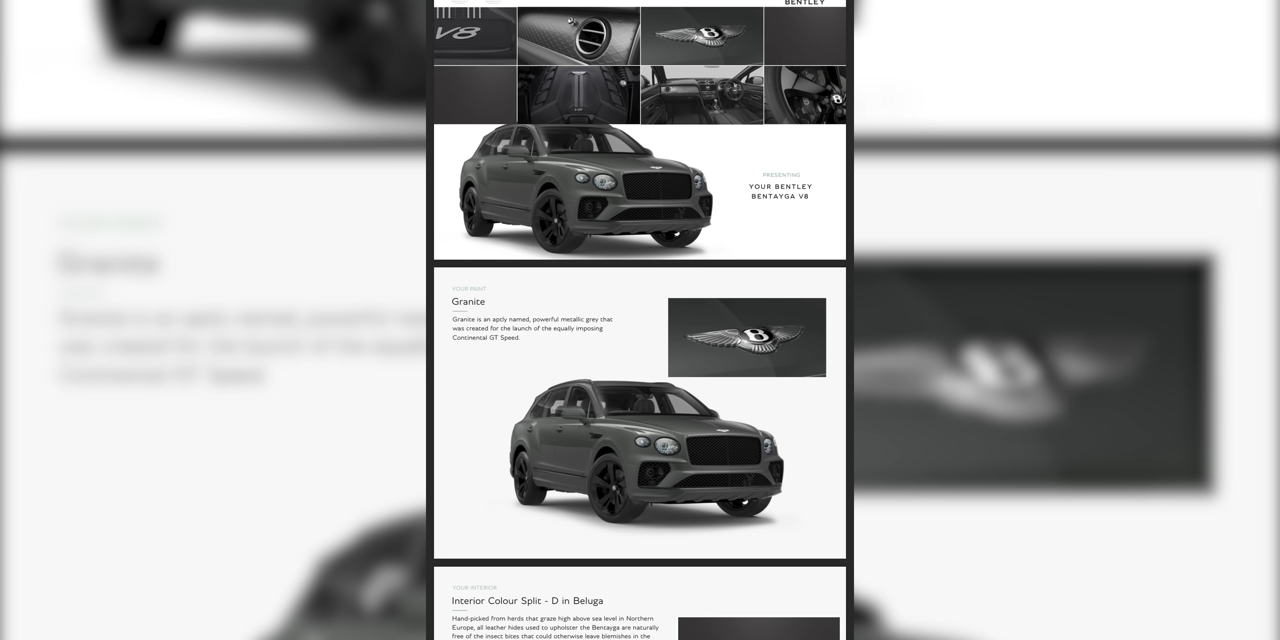 BENTLEY
V8
B
PRESENTING
YOUR BENTLEY
BENTAYGA V8
YOUR PAINT
Granite
Granite is an aptly named, powerful metallic grey that
was created for the launch of the equally imposing
Continental GT Speed.
B
YOUR INTERIOR
Interior Colour Split - D in Beluga
Hand-picked from herds that graze high above sea level in Northern
Europe, all leather hides used to upholster the Bentayga are naturally
free of the insect bites that could otherwise leave blemishes in the